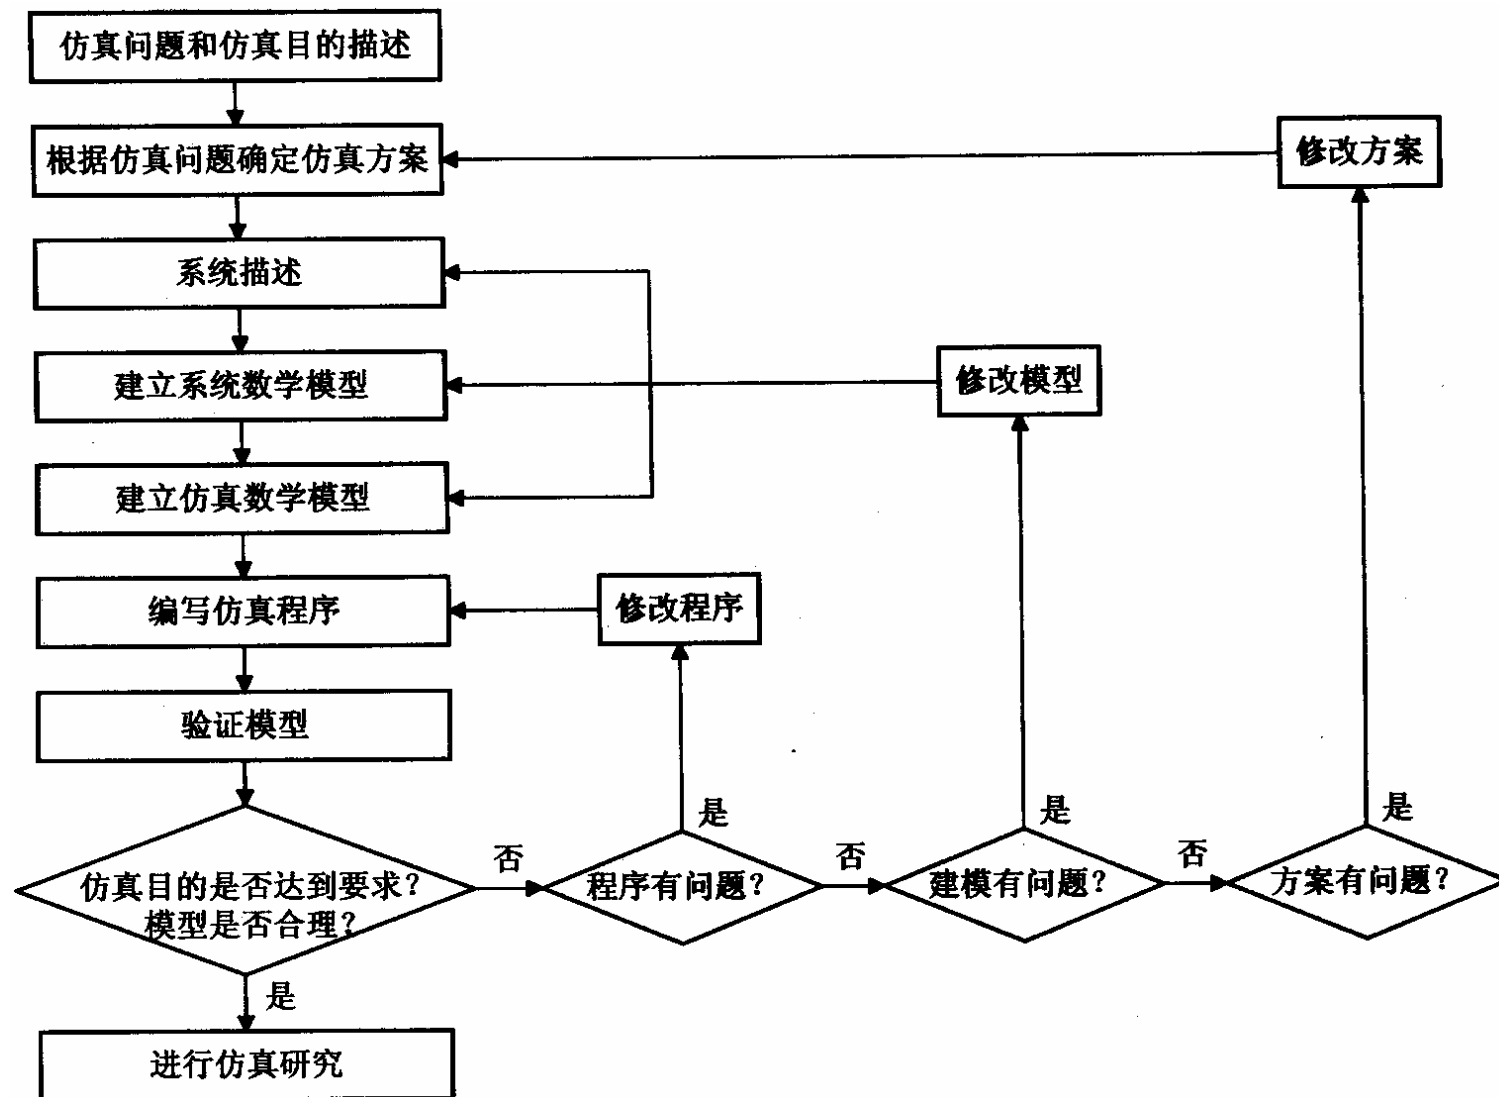 仿真问题和仿真目的描述
根据仿真问题确定仿真方案
修改方案
系统描述
建立系统数学模型
修改模型
建立仿真数学模型
编写仿真程序
修改程序
验证模型
是
是
是
否
否
否
仿真目的是否达到要求?
模型是否合理?
程序有问题?
建模有问题?
方案有问题?
是
进行仿真研究